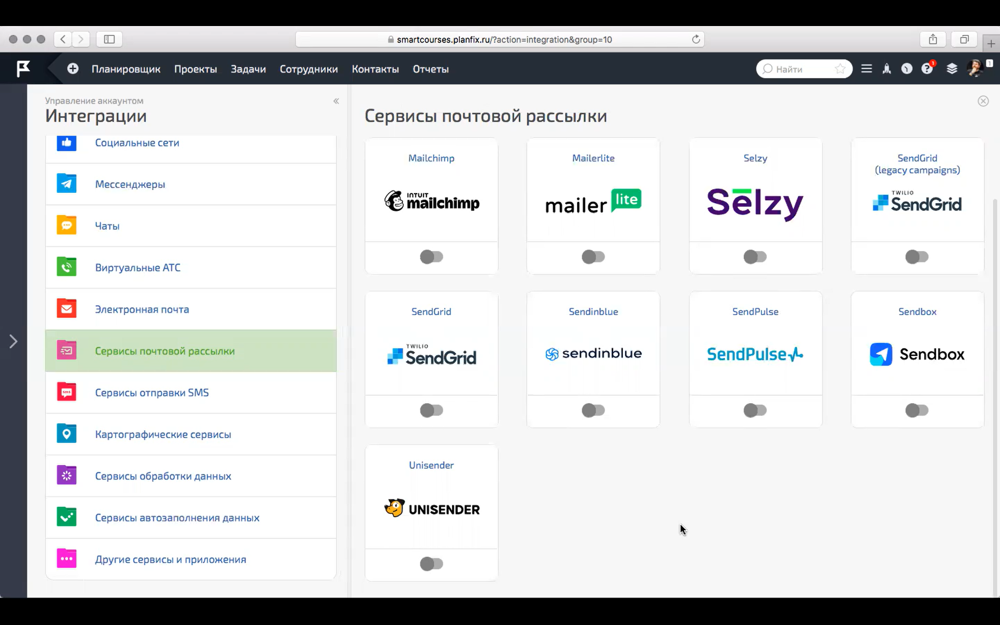 smartcourses.planfix.ru/?action=integration&group=10
Планировщик Проекты Задачи Сотрудники Контакты Отчеты
Найти
1
1
Управление аккаунтом
Интеграции
Социальные сети
Мессенджеры
Чаты
Виртуальные АТС
Электронная почта
Сервисы почтовой рассылки
SMS
Сервисы отправки SMS
Картографические сервисы
Сервисы обработки данных
Сервисы автозаполнения данных
Другие сервисы и приложения
Сервисы почтовой рассылки
Mailchimp
INTUIT
mailchimp
Mailerlite
mailer lite
Selzy
Selzy
SendGrid
(legacy campaigns)
TWILIO
SendGrid
SendGrid
TWILIO
SendGrid
Sendinblue
sendinblue
SendPulse
SendPulse
Sendbox
Sendbox
Unisender
UNISENDER